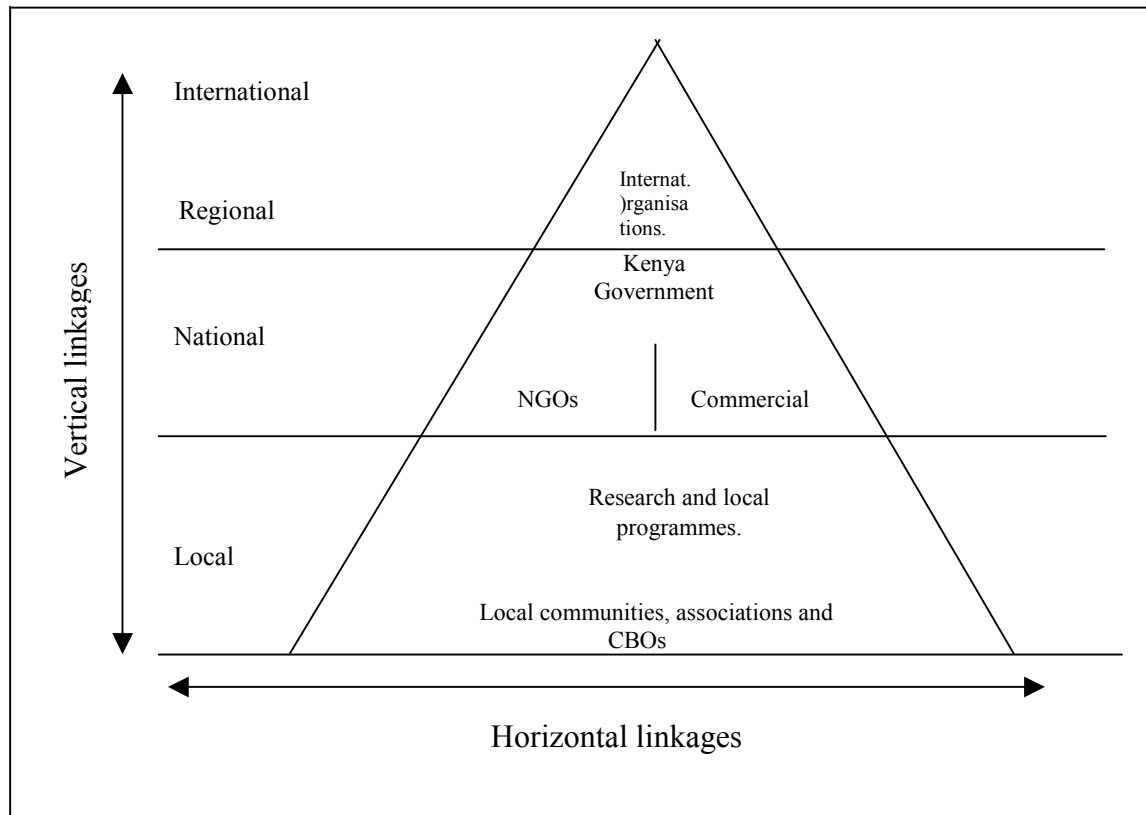 International
Internat.
)rganisa
tions.
Regional
Kenya
Government
National
NGOs
Commercial
Research and local
programmes.
Local
Local communities, associations and
CBOs
Vertical linkages
Horizontal linkages